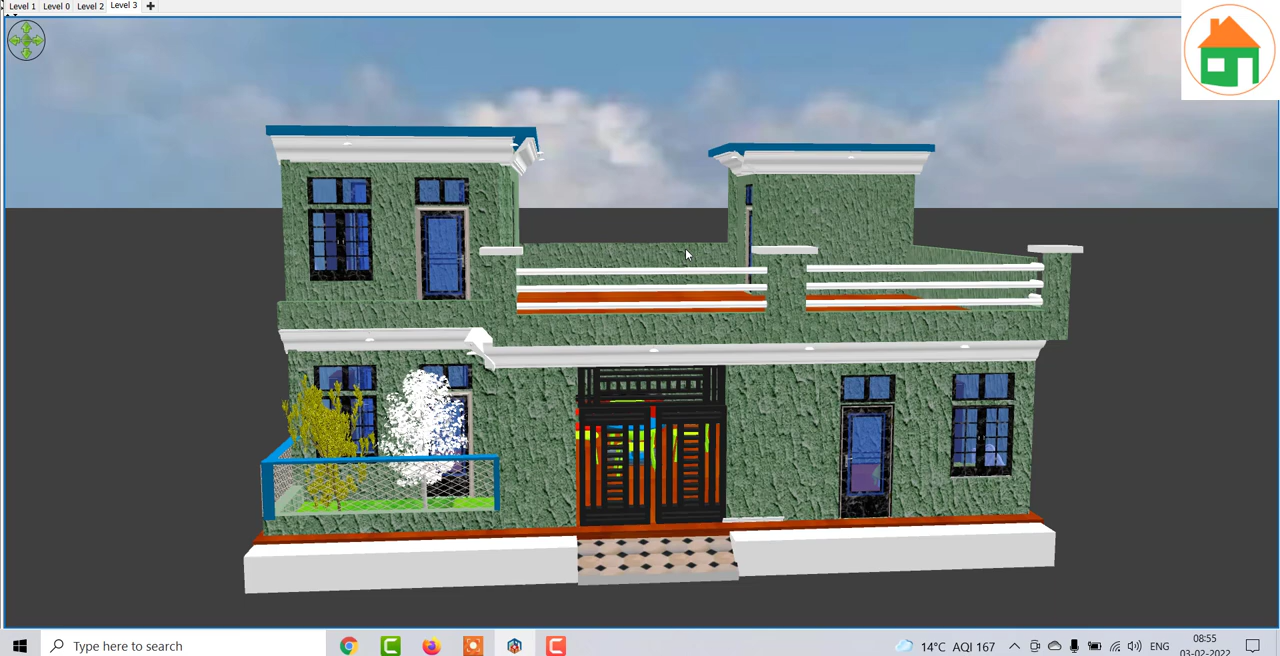 Level 1 Level 0 Level 2 Level 3
Type here to search
14°C AQI 167
ENG
08:55
03-02-2022